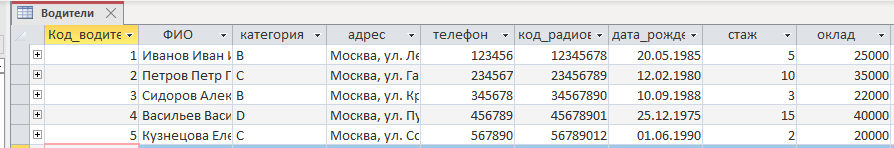 Водители
Код_водите ФИО категория адрес телефон код_радиов дата_рожде стаж оклад
1 Иванов Иван И B Москва, ул. Ле 123456 12345678 20.05.1985 5 25000
2 Петров Петр П C Москва, ул. Га 234567 23456789 12.02.1980 10 35000
3 Сидоров Алек B Москва, ул. Кр 345678 34567890 10.09.1988 3 22000
4 Васильев Васи D Москва, ул. Пу 456789 45678901 25.12.1975 15 40000
5 Кузнецова Еле C Москва, ул. Со 567890 56789012 01.06.1990 2 20000